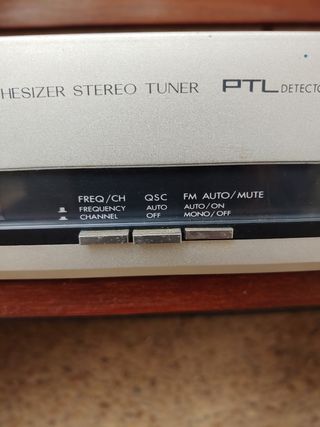 HESIZER STEREO TUNER PTL DETECTO
FREQ/CH QSC FM AUTO/MUTE
FREQUENCY AUTO AUTO/ON
CHANNEL OFF MONO/OFF